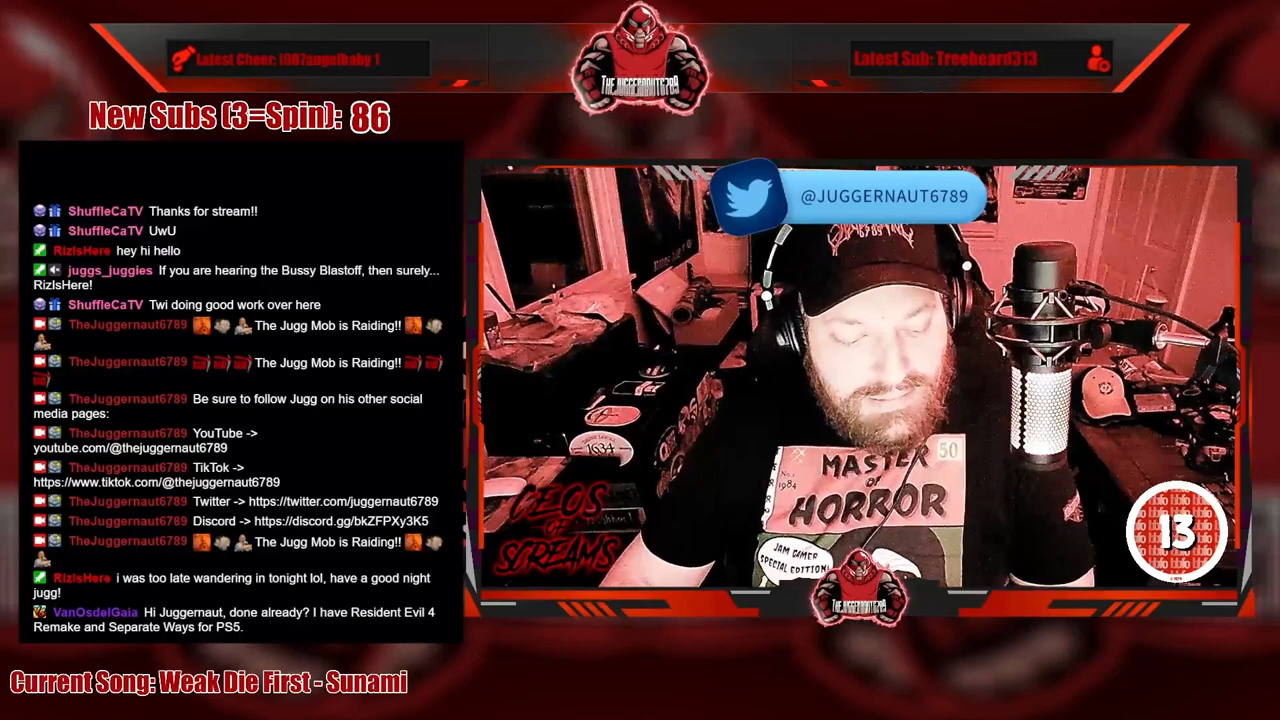 Latest Cheer: i987angelbaby 1
THEJUGGERNAUT6789
Latest Sub: Treebeard313
New Subs (3=Spin): 86
@JUGGERNAUT6789
ShuffleCaTV Thanks for stream!!
ShuffleCaTV UwU
RizIsHere hey hi hello
juggs_juggies If you are hearing the Bussy Blastoff, then surely...
RizIsHere!
ShuffleCaTV Twi doing good work over here
TheJuggernaut6789 The Jugg Mob is Raiding!!
TheJuggernaut6789 The Jugg Mob is Raiding!!
TheJuggernaut6789 Be sure to follow Jugg on his other social
media pages:
TheJuggernaut6789 YouTube ->
youtube.com/@thejuggernaut6789
TheJuggernaut6789 TikTok ->
https://www.tiktok.com/@thejuggernaut6789
TheJuggernaut6789 Twitter -> https://twitter.com/juggernaut6789
TheJuggernaut6789 Discord -> https://discord.gg/bkZFPXy3K5
TheJuggernaut6789 The Jugg Mob is Raiding!!
RizIsHere i was too late wandering in tonight lol, have a good night
jugg!
VanOsdelGaia Hi Juggernaut, done already? I have Resident Evil 4
Remake and Separate Ways for PS5.
1634
No.1
1984
MASTER
OF
HORROR
50
JAM GAMER
SPECIAL EDITION!
CEOS
OF
SCREAMS
13
THEJUGGERNAUT6789
Current Song: Weak Die First - Sunami